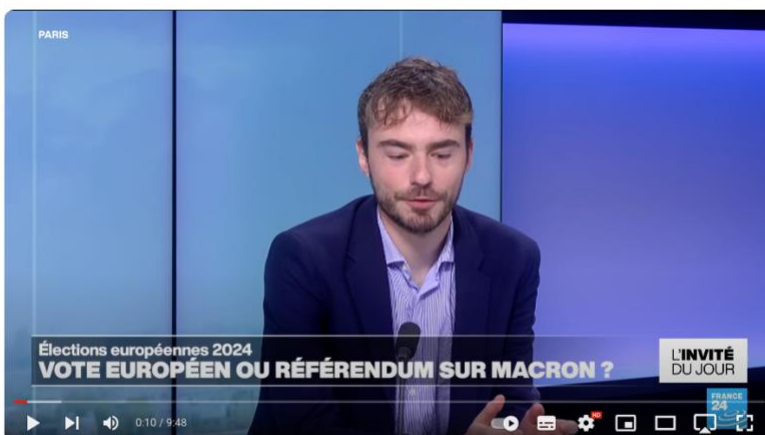 PARIS
Élections européennes 2024
VOTE EUROPÉEN OU RÉFÉRENDUM SUR MACRON ?
L'INVITÉ
DU JOUR
FRANCE
24
0:10 / 9:48
HD